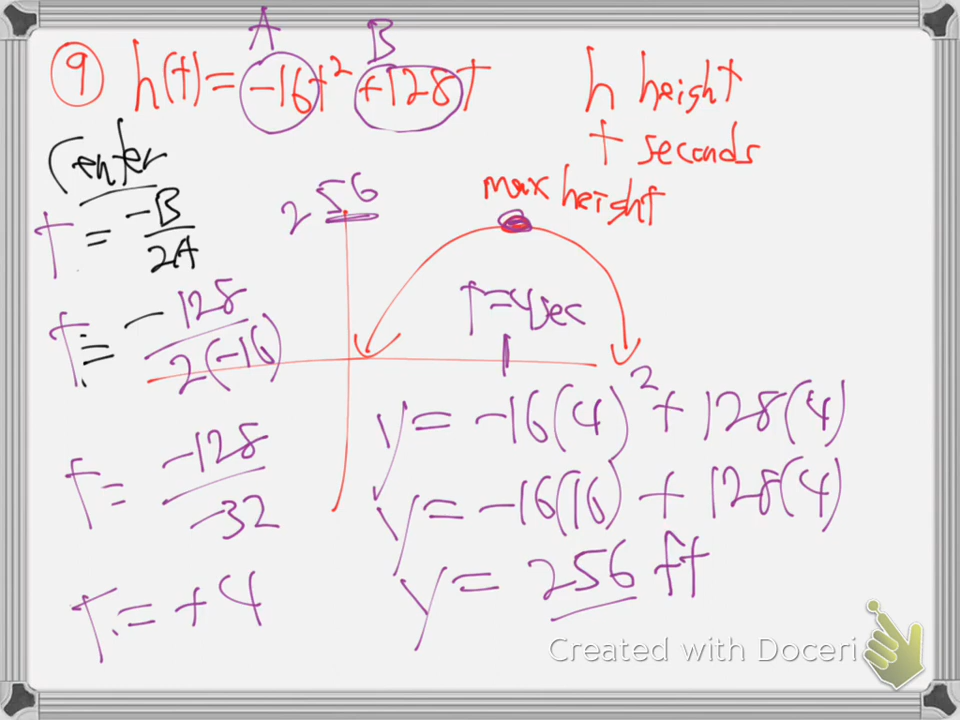 A B
⑨ h(t) = -16t² +128t
h height
t seconds
max height
Center
t = -B/2A
256
t = -128/2(-16)
t=4sec
t = -128/-32
t = +4
y = -16(4)² + 128(4)
y = -16(16) + 128(4)
y = 256 ft
Created with Doceri